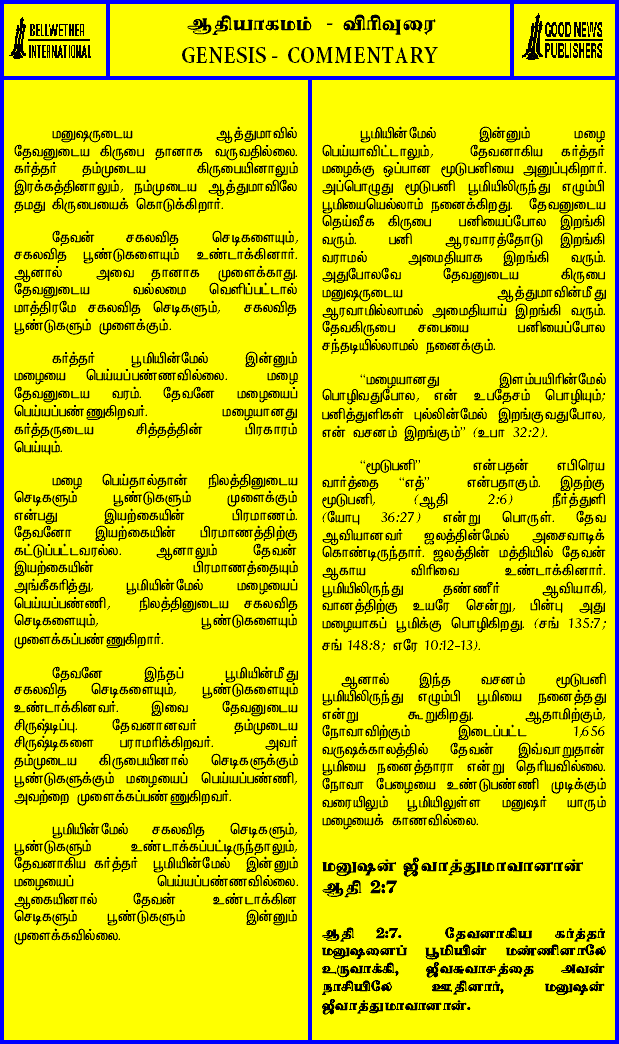 BELLWETHER
INTERNATIONAL
ஆதியாகமம் - விரிவுரை
GENESIS - COMMENTARY
GOOD NEWS
PUBLISHERS
மனுஷருடைய ஆத்துமாவில்
தேவனுடைய கிருபை தானாக வருவதில்லை.
கர்த்தர் தம்முடைய கிருபையினாலும்
இரக்கத்தினாலும், நம்முடைய ஆத்துமாவிலே
தமது கிருபையைக் கொடுக்கிறார்.
தேவன் சகலவித செடிகளையும்,
சகலவித பூண்டுகளையும் உண்டாக்கினார்.
ஆனால் அவை தானாக முளைக்காது.
தேவனுடைய வல்லமை வெளிப்பட்டால்
மாத்திரமே சகலவித செடிகளும், சகலவித
பூண்டுகளும் முளைக்கும்.
கர்த்தர் பூமியின்மேல் இன்னும்
மழையை பெய்யப்பண்ணவில்லை. மழை
தேவனுடைய வரம். தேவனே மழையைப்
பெய்யப்பண்ணுகிறவர். மழையானது
கர்த்தருடைய சித்தத்தின் பிரகாரம்
பெய்யும்.
மழை பெய்தால்தான் நிலத்தினுடைய
செடிகளும் பூண்டுகளும் முளைக்கும்
என்பது இயற்கையின் பிரமாணம்.
தேவனோ இயற்கையின் பிரமாணத்திற்கு
கட்டுப்பட்டவரல்ல. ஆனாலும் தேவன்
இயற்கையின் பிரமாணத்தையும்
அங்கீகரித்து, பூமியின்மேல் மழையைப்
பெய்யப்பண்ணி, நிலத்தினுடைய சகலவித
செடிகளையும், பூண்டுகளையும்
முளைக்கப்பண்ணுகிறார்.
தேவனே இந்தப் பூமியின்மீது
சகலவித செடிகளையும், பூண்டுகளையும்
உண்டாக்கினவர். இவை தேவனுடைய
சிருஷ்டிப்பு. தேவனானவர் தம்முடைய
சிருஷ்டிகளை பராமரிக்கிறவர். அவர்
தம்முடைய கிருபையினால் செடிகளுக்கும்
பூண்டுகளுக்கும் மழையைப் பெய்யப்பண்ணி,
அவற்றை முளைக்கப்பண்ணுகிறவர்.
பூமியின்மேல் சகலவித செடிகளும்,
பூண்டுகளும் உண்டாக்கப்பட்டிருந்தாலும்,
தேவனாகிய கர்த்தர் பூமியின்மேல் இன்னும்
மழையைப் பெய்யப்பண்ணவில்லை.
ஆகையினால் தேவன் உண்டாக்கின
செடிகளும் பூண்டுகளும் இன்னும்
முளைக்கவில்லை.
பூமியின்மேல் இன்னும் மழை
பெய்யாவிட்டாலும், தேவனாகிய கர்த்தர்
மழைக்கு ஒப்பான மூடுபனியை அனுப்புகிறார்.
அப்பொழுது மூடுபனி பூமியிலிருந்து எழும்பி
பூமியையெல்லாம் நனைக்கிறது. தேவனுடைய
தெய்வீக கிருபை பனியைப்போல இறங்கி
வரும். பனி ஆரவாரத்தோடு இறங்கி
வராமல் அமைதியாக இறங்கி வரும்.
அதுபோலவே தேவனுடைய கிருபை
மனுஷருடைய ஆத்துமாவின்மீது
ஆரவாமில்லாமல் அமைதியாய் இறங்கி வரும்.
தேவகிருபை சபையை பனியைப்போல
சந்தடியில்லாமல் நனைக்கும்.
“மழையானது இளம்பயிரின்மேல்
பொழிவதுபோல, என் உபதேசம் பொழியும்;
பனித்துளிகள் புல்லின்மேல் இறங்குவதுபோல,
என் வசனம் இறங்கும்” (உபா 32:2).
“மூடுபனி” என்பதன் எபிரெய
வார்த்தை “எத்” என்பதாகும். இதற்கு
மூடுபனி, (ஆதி 2:6) நீர்த்துளி
(யோபு 36:27) என்று பொருள். தேவ
ஆவியானவர் ஜலத்தின்மேல் அசைவாடிக்
கொண்டிருந்தார். ஜலத்தின் மத்தியில் தேவன்
ஆகாய விரிவை உண்டாக்கினார்.
பூமியிலிருந்து தண்ணீர் ஆவியாகி,
வானத்திற்கு உயரே சென்று, பின்பு அது
மழையாகப் பூமிக்கு பொழிகிறது. (சங் 135:7;
சங் 148:8; எரே 10:12-13).
ஆனால் இந்த வசனம் மூடுபனி
பூமியிலிருந்து எழும்பி பூமியை நனைத்தது
என்று கூறுகிறது. ஆதாமிற்கும்,
நோவாவிற்கும் இடைப்பட்ட 1,656
வருஷக்காலத்தில் தேவன் இவ்வாறுதான்
பூமியை நனைத்தாரா என்று தெரியவில்லை.
நோவா பேழையை உண்டுபண்ணி முடிக்கும்
வரையிலும் பூமியிலுள்ள மனுஷர் யாரும்
மழையைக் காணவில்லை.
மனுஷன் ஜீவாத்துமாவானான்
ஆதி 2:7
ஆதி 2:7. தேவனாகிய கர்த்தர்
மனுஷனைப் பூமியின் மண்ணினாலே
உருவாக்கி, ஜீவசுவாசத்தை அவன்
நாசியிலே ஊதினார், மனுஷன்
ஜீவாத்துமாவானான்.